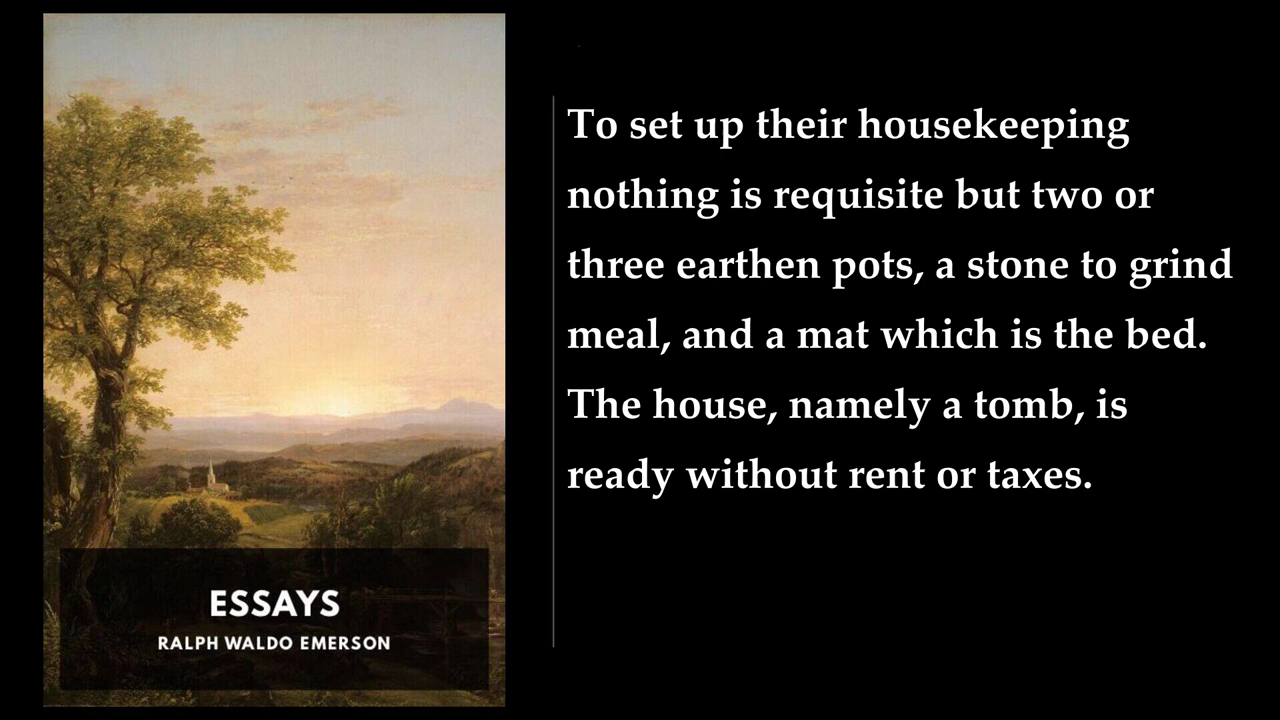 To set up their housekeeping
nothing is requisite but two or
three earthen pots, a stone to grind
meal, and a mat which is the bed.
The house, namely a tomb, is
ready without rent or taxes.
ESSAYS
RALPH WALDO EMERSON